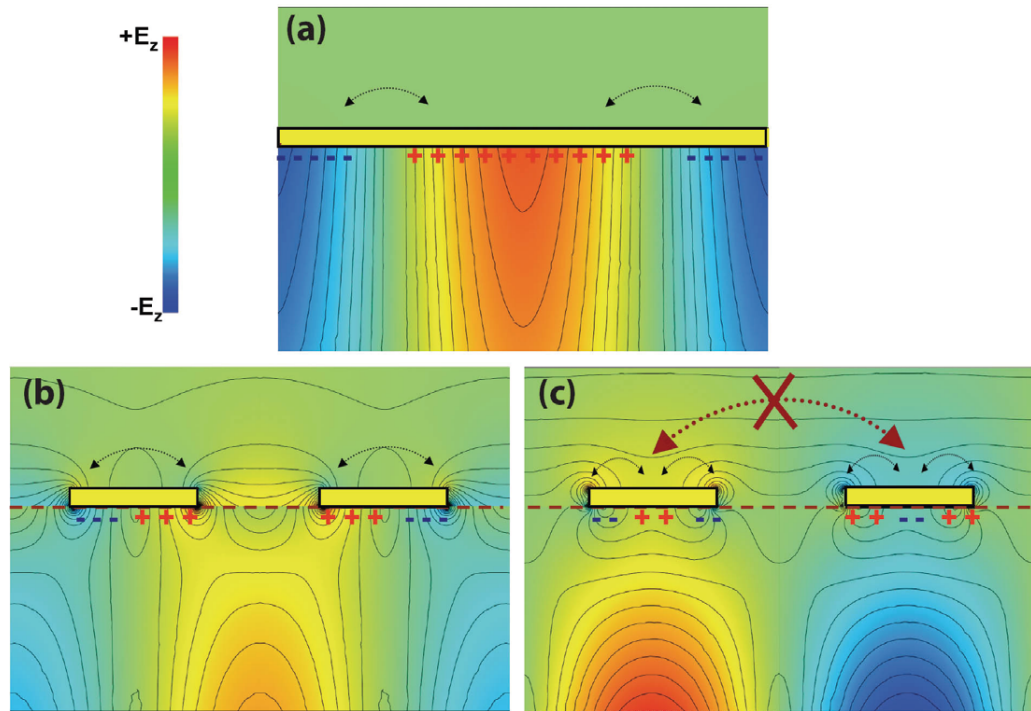 +Ez
(a)
- - - - - + + + + + + + + + + - - - - -
-Ez
(b)
(c)
- - - + + + + + + - - -
- - + + - - + + - - + +